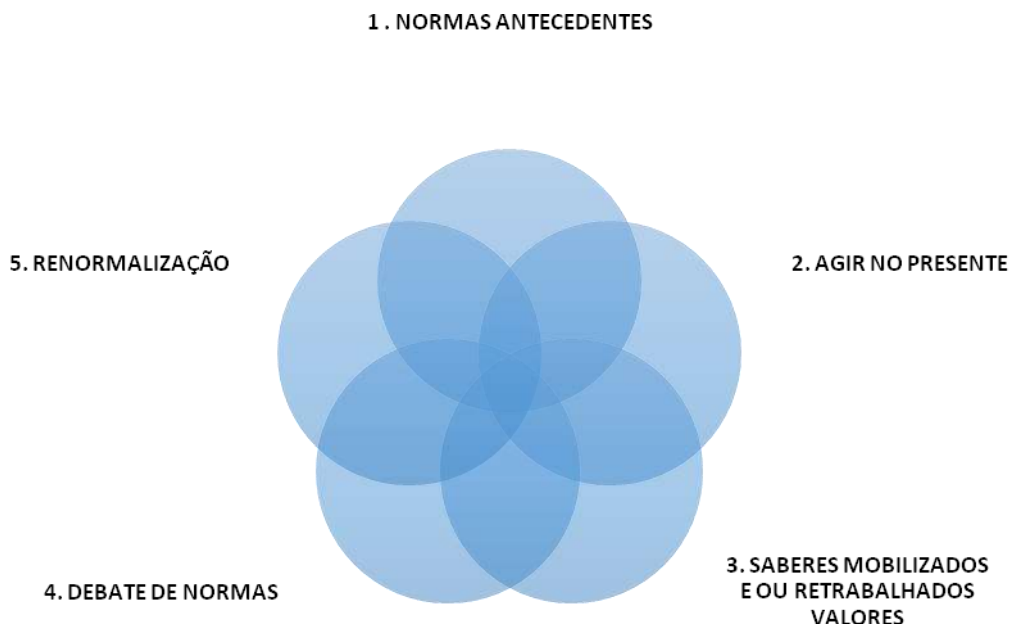 1 . NORMAS ANTECEDENTES
5. RENORMALIZAÇÃO
2. AGIR NO PRESENTE
3. SABERES MOBILIZADOS
E OU RETRABALHADOS
VALORES
4. DEBATE DE NORMAS